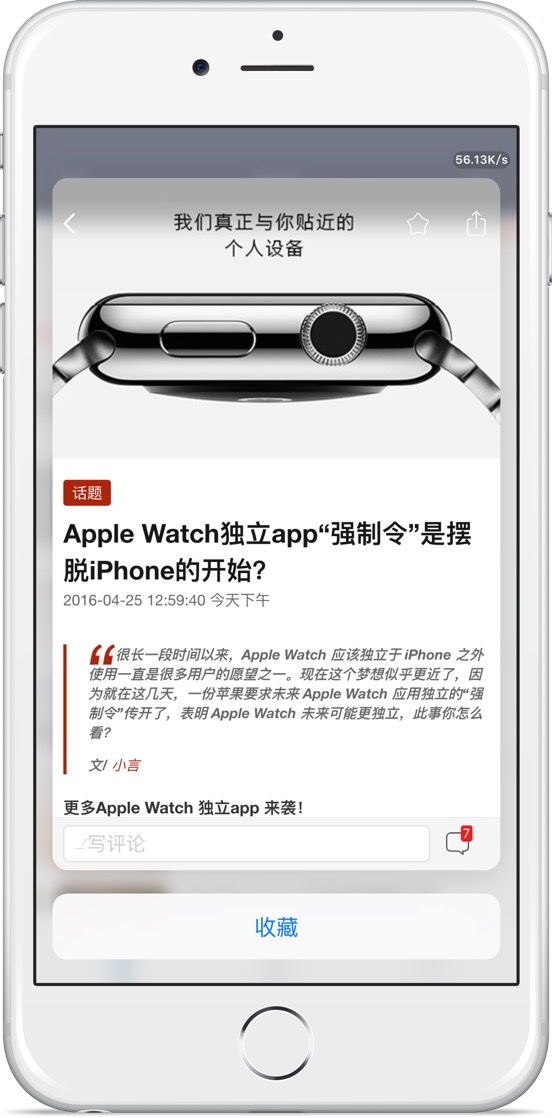 56.13K/s
我们真正与你贴近的
个人设备
话题
Apple Watch独立app“强制令”是摆
脱iPhone的开始?
2016-04-25 12:59:40 今天下午
很长一段时间以来，Apple Watch 应该独立于 iPhone 之外
使用一直是很多用户的愿望之一。现在这个梦想似乎更近了，因
为就在这几天，一份苹果要求未来 Apple Watch 应用独立的“强
制令”传开了，表明 Apple Watch 未来可能更独立，此事你怎么
看?
文/ 小言
更多Apple Watch 独立app 来袭！
写评论
7
收藏